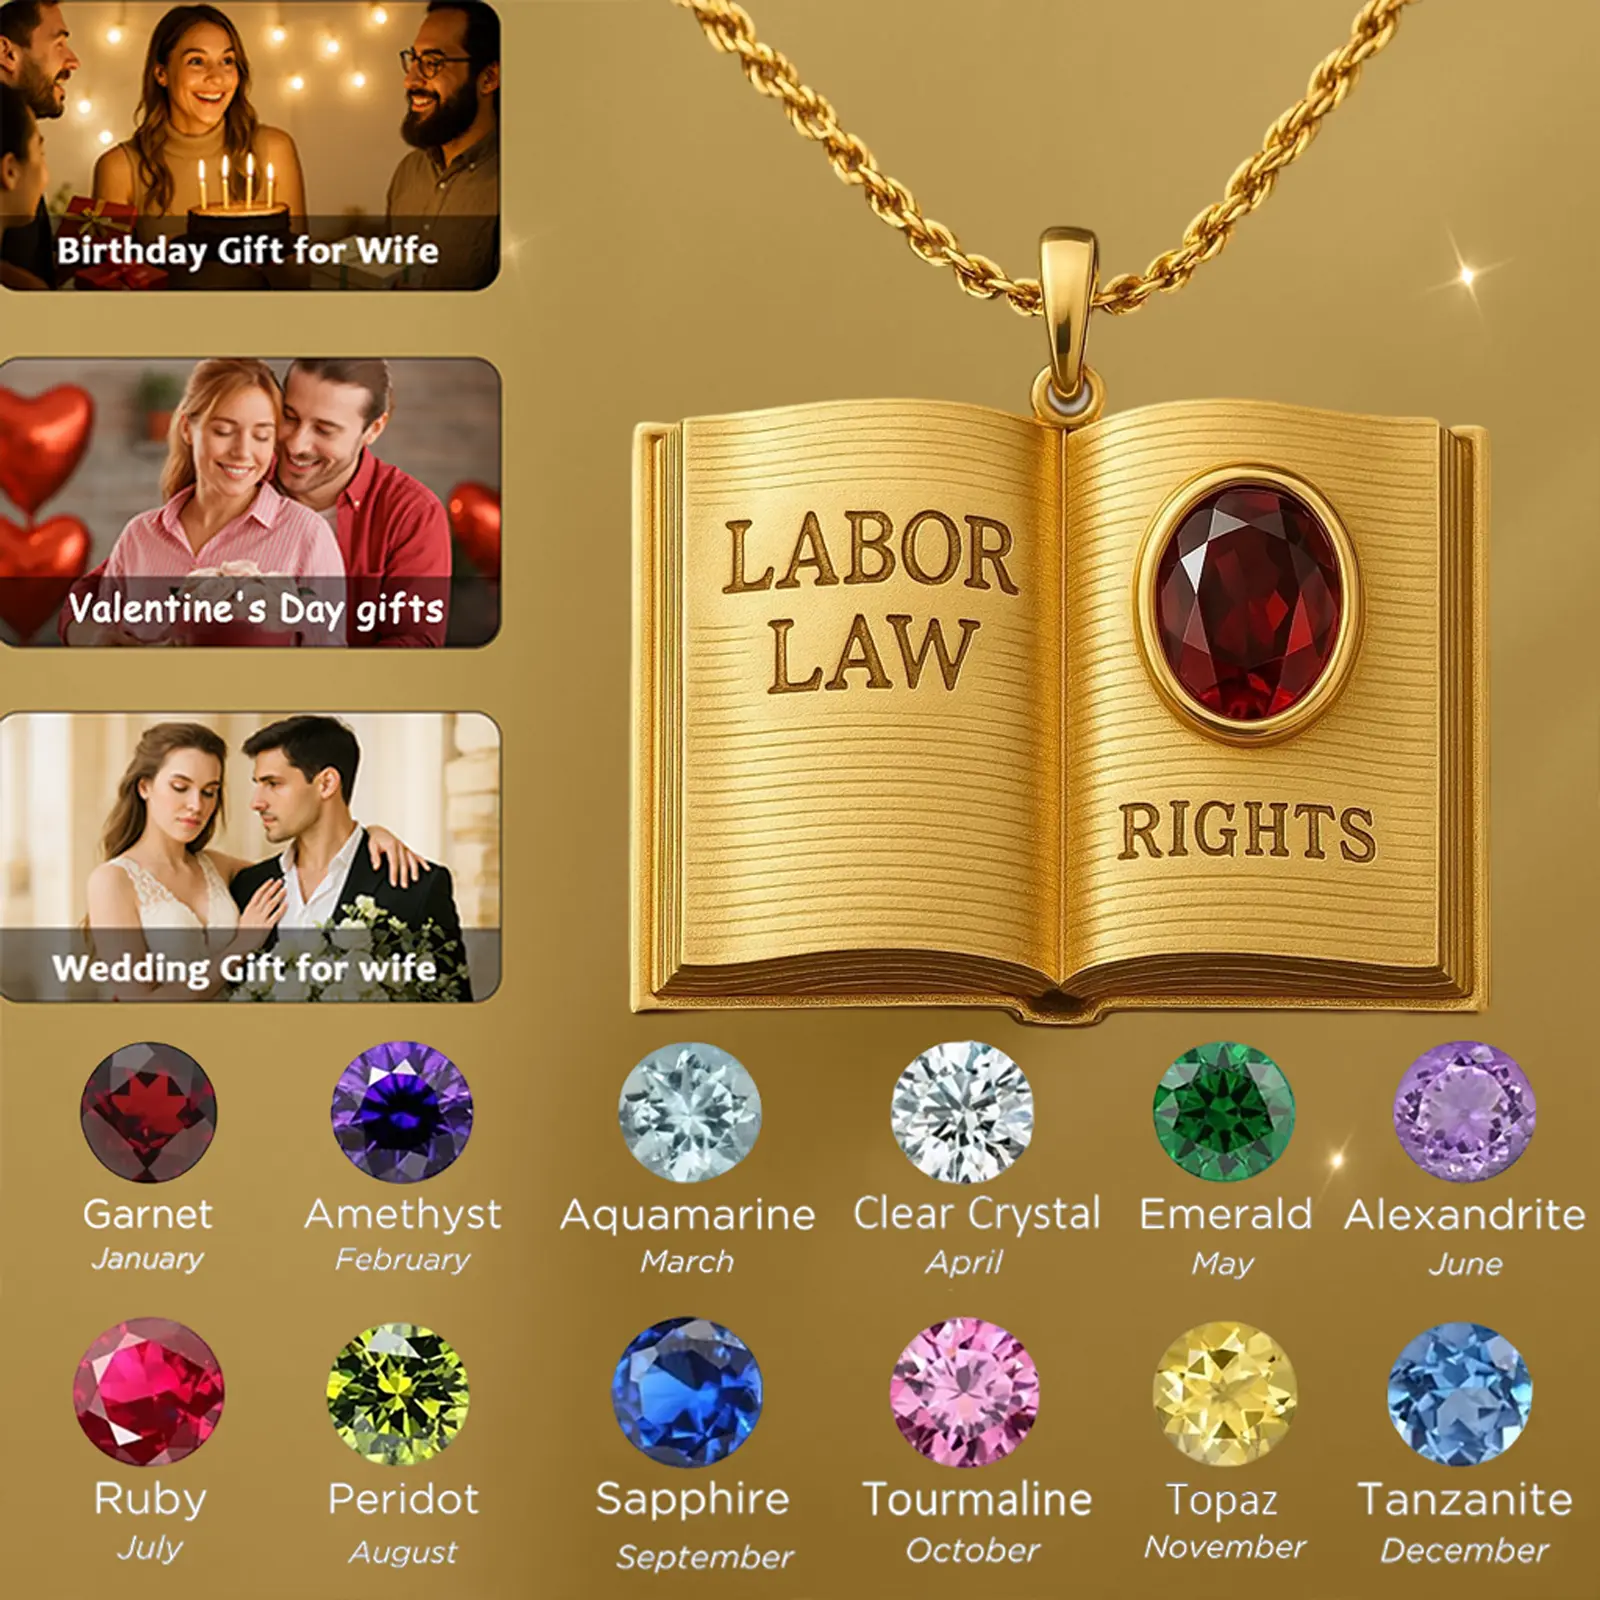 Birthday Gift for Wife
Valentine's Day gifts
Wedding Gift for wife
LABOR
LAW
RIGHTS
Garnet
January
Amethyst
February
Aquamarine
March
Clear Crystal
April
Emerald
May
Alexandrite
June
Ruby
July
Peridot
August
Sapphire
September
Tourmaline
October
Topaz
November
Tanzanite
December